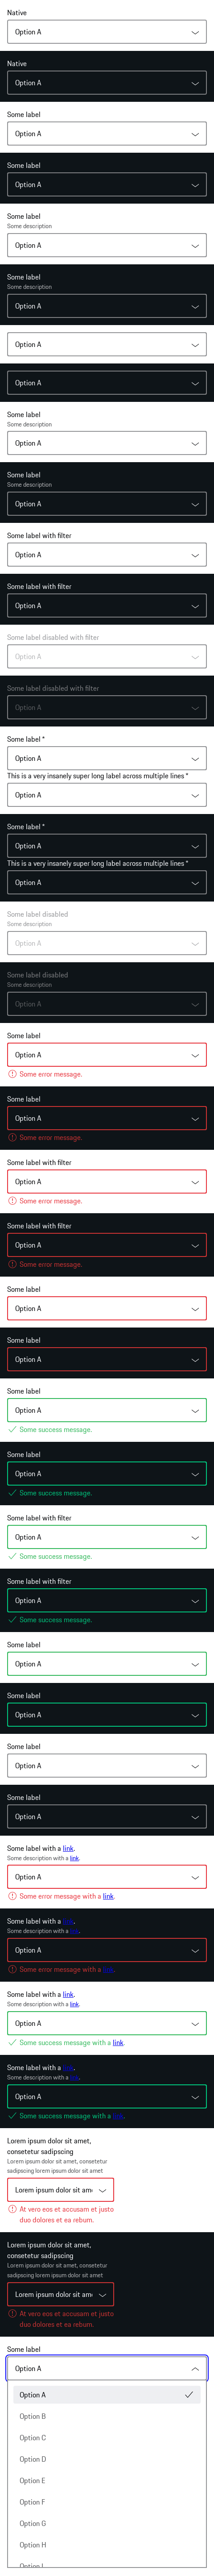 Native
Option A
Native
Option A
Some label
Option A
Some label
Option A
Some label
Some description
Option A
Some label
Some description
Option A
Option A
Option A
Some label
Some description
Option A
Some label
Some description
Option A
Some label with filter
Option A
Some label with filter
Option A
Some label disabled with filter
Option A
Some label disabled with filter
Option A
Some label *
Option A
This is a very insanely super long label across multiple lines *
Option A
Some label *
Option A
This is a very insanely super long label across multiple lines *
Option A
Some label disabled
Some description
Option A
Some label disabled
Some description
Option A
Some label
Option A
Some error message.
Some label
Option A
Some error message.
Some label with filter
Option A
Some error message.
Some label with filter
Option A
Some error message.
Some label
Option A
Some label
Option A
Some label
Option A
Some success message.
Some label
Option A
Some success message.
Some label with filter
Option A
Some success message.
Some label with filter
Option A
Some success message.
Some label
Option A
Some label
Option A
Some label
Option A
Some label
Option A
Some label with a link.
Some description with a link.
Option A
Some error message with a link.
Some label with a link.
Some description with a link.
Option A
Some error message with a link.
Some label with a link.
Some description with a link.
Option A
Some success message with a link.
Some label with a link.
Some description with a link.
Option A
Some success message with a link.
Lorem ipsum dolor sit amet,
consetetur sadipscing
Lorem ipsum dolor sit amet, consetetur
sadipscing lorem ipsum dolor sit amet
Lorem ipsum dolor sit am
At vero eos et accusam et justo
duo dolores et ea rebum.
Lorem ipsum dolor sit amet,
consetetur sadipscing
Lorem ipsum dolor sit amet, consetetur
sadipscing lorem ipsum dolor sit amet
Lorem ipsum dolor sit am
At vero eos et accusam et justo
duo dolores et ea rebum.
Some label
Option A
Option A
Option B
Option C
Option D
Option E
Option F
Option G
Option H
Option I